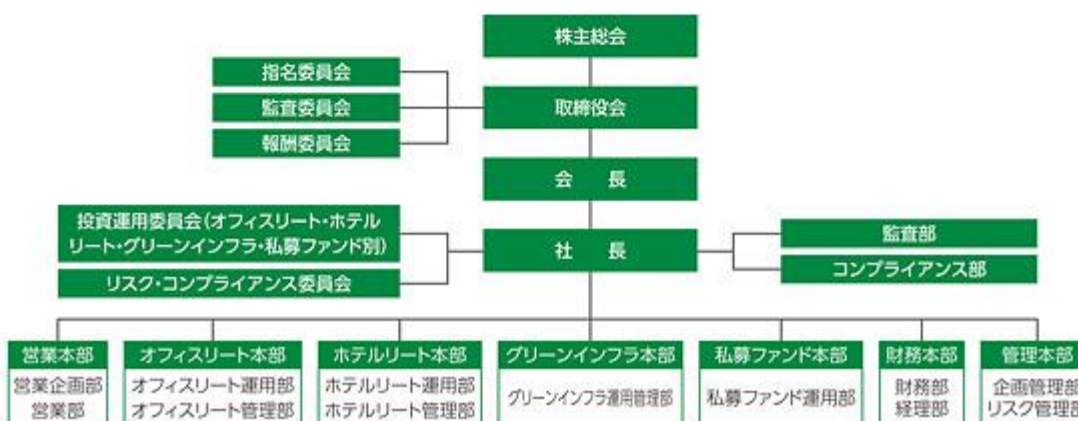 株主総会
指名委員会
監査委員会
報酬委員会
取締役会
会 長
投資運用委員会(オフィスリート・ホテル
リート・グリーンインフラ・私募ファンド別)
リスク・コンプライアンス委員会
社 長
監査部
コンプライアンス部
営業本部
営業企画部
営業部
オフィスリート本部
オフィスリート運用部
オフィスリート管理部
ホテルリート本部
ホテルリート運用部
ホテルリート管理部
グリーンインフラ本部
グリーンインフラ運用管理部
私募ファンド本部
私募ファンド運用部
財務本部
財務部
経理部
管理本部
企画管理部
リスク管理部